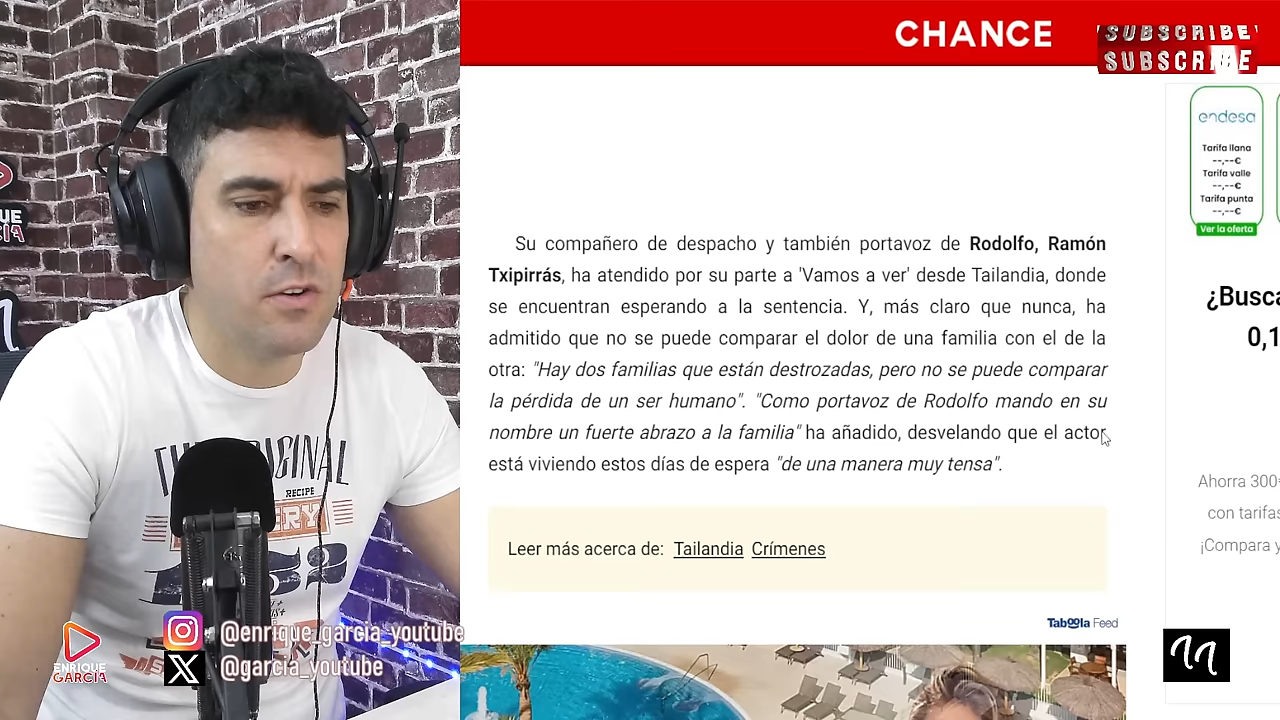 CHANCE
SUBSCRIBE
SUBSCRIBE
endesa
Tarifa llana
--,--€
Tarifa valle
--,--€
Tarifa punta
--,--€
Ver la oferta
Su compañero de despacho y también portavoz de Rodolfo, Ramón
Txipirrás, ha atendido por su parte a 'Vamos a ver' desde Tailandia, donde
se encuentran esperando a la sentencia. Y, más claro que nunca, ha
admitido que no se puede comparar el dolor de una familia con el de la
otra: "Hay dos familias que están destrozadas, pero no se puede comparar
la pérdida de un ser humano". "Como portavoz de Rodolfo mando en su
nombre un fuerte abrazo a la familia" ha añadido, desvelando que el actor
está viviendo estos días de espera "de una manera muy tensa".
Leer más acerca de: Tailandia Crímenes
Taboola Feed
¿Busca
0,1
Ahorra 300€
con tarifas
¡Compara y
ORIGINAL
RECIPE
@enrique_garcia_youtube
@garcia_youtube
ENRIQUE
GARCIA